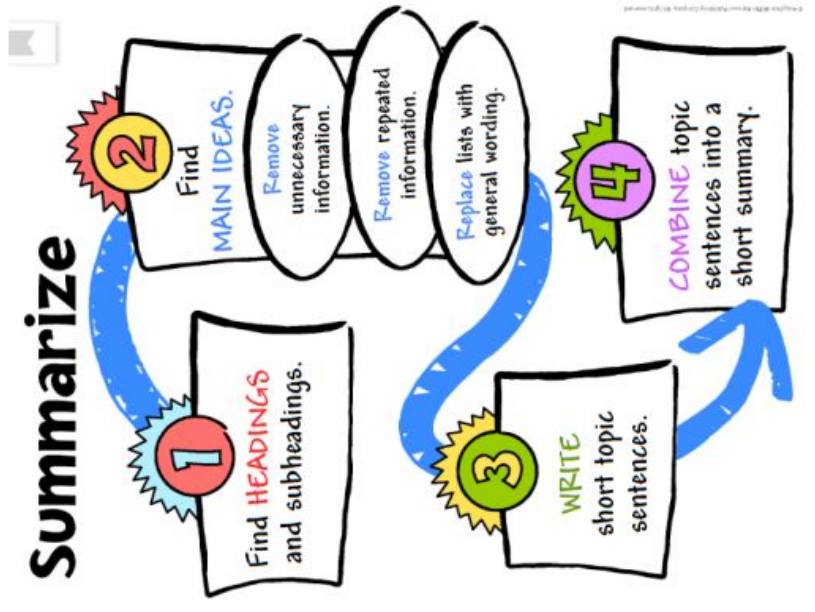 Summarize
1
Find HEADINGS
and subheadings.
2
Find
MAIN IDEAS.
Remove
unnecessary
information.
Remove repeated
information.
Replace lists with
general wording.
3
WRITE
short topic
sentences.
4
COMBINE topic
sentences into a
short summary.